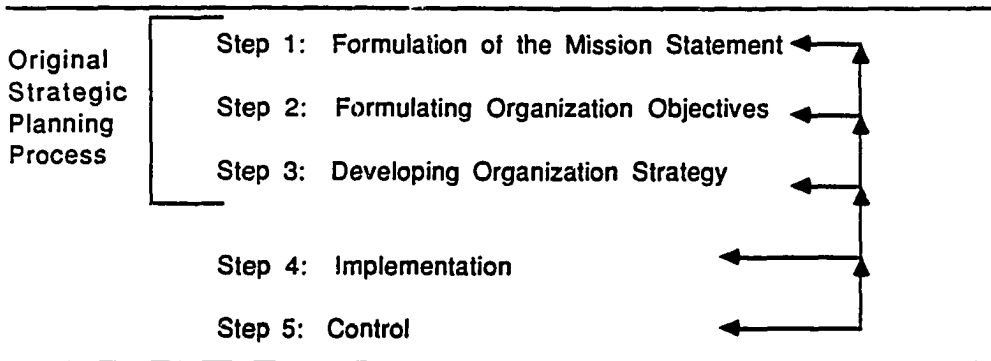 Original
Strategic
Planning
Process
Step 1: Formulation of the Mission Statement
Step 2: Formulating Organization Objectives
Step 3: Developing Organization Strategy
Step 4: Implementation
Step 5: Control